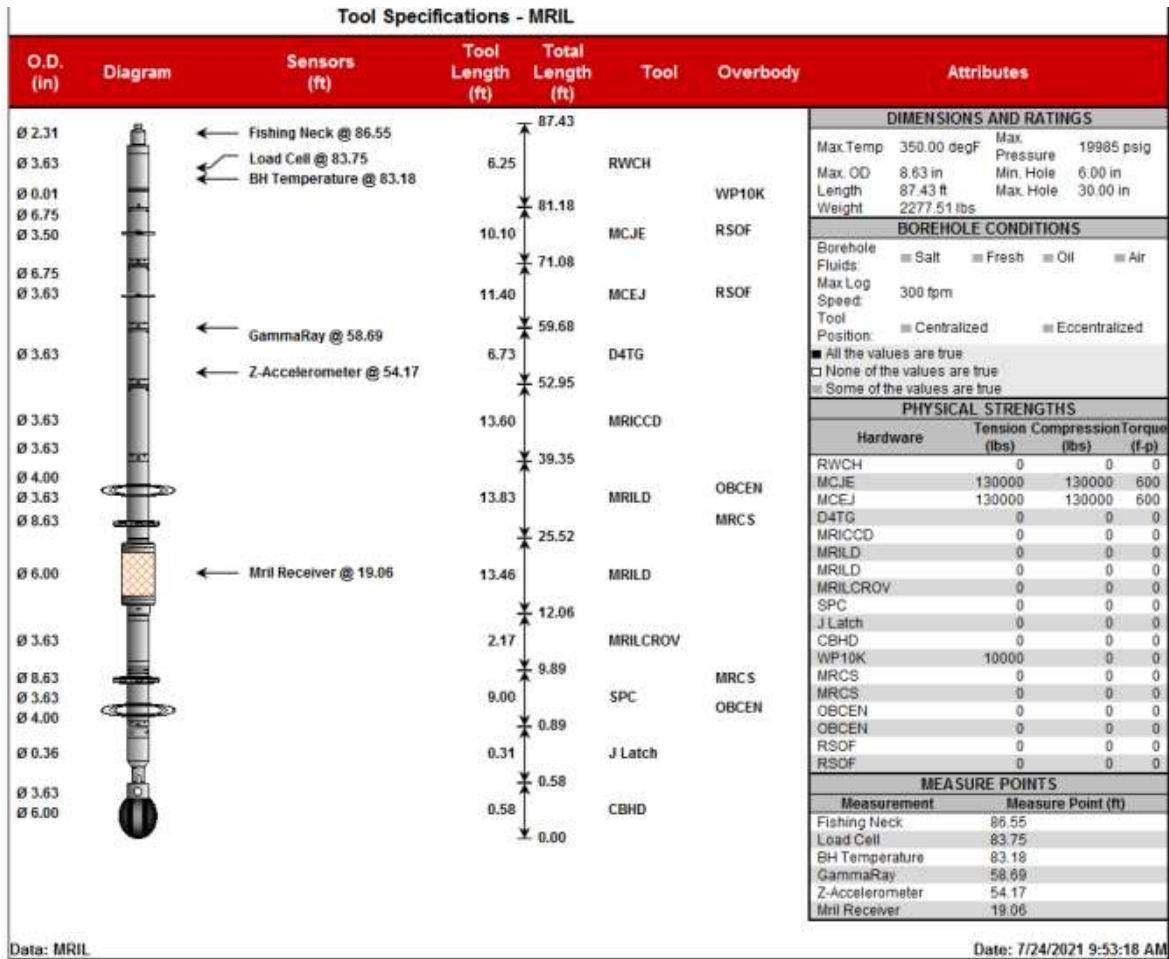 Tool Specifications - MRIL
O.D. (in) Diagram Sensors (ft) Tool Length (ft) Total Length (ft) Tool Overbody Attributes
Ø 2.31
Ø 3.63
Ø 0.01
Ø 6.75
Ø 3.50
Ø 6.75
Ø 3.63
Ø 3.63
Ø 3.63
Ø 3.63
Ø 4.00
Ø 3.63
Ø 8.63
Ø 6.00
Ø 3.63
Ø 8.63
Ø 3.63
Ø 4.00
Ø 0.36
Ø 3.63
Ø 6.00
Fishing Neck @ 86.55
Load Cell @ 83.75
BH Temperature @ 83.18
GammaRay @ 58.69
Z-Accelerometer @ 54.17
Mril Receiver @ 19.06
6.25
10.10
11.40
6.73
13.60
13.83
13.46
2.17
9.00
0.31
0.58
87.43
81.18
71.08
59.68
52.95
39.35
25.52
12.06
9.89
0.89
0.58
0.00
RWCH
MCJE
MCEJ
D4TG
MRICCD
MRILD
MRILD
MRILCROV
SPC
J Latch
CBHD
WP10K
RSOF
RSOF
OBCEN
MRCS
MRCS
OBCEN
DIMENSIONS AND RATINGS
Max.Temp 350.00 degF Max. Pressure 19985 psig
Max. OD 8.63 in Min. Hole 6.00 in
Length 87.43 ft Max. Hole 30.00 in
Weight 2277.51 lbs
BOREHOLE CONDITIONS
Borehole Fluids: Salt Fresh Oil Air
Max Log Speed: 300 fpm
Tool Position: Centralized Eccentralized
All the values are true
None of the values are true
Some of the values are true
PHYSICAL STRENGTHS
Hardware Tension (lbs) Compression (lbs) Torque (f-p)
RWCH 0 0 0
MCJE 130000 130000 600
MCEJ 130000 130000 600
D4TG 0 0 0
MRICCD 0 0 0
MRILD 0 0 0
MRILD 0 0 0
MRILCROV 0 0 0
SPC 0 0 0
J Latch 0 0 0
CBHD 0 0 0
WP10K 10000 0 0
MRCS 0 0 0
MRCS 0 0 0
OBCEN 0 0 0
OBCEN 0 0 0
RSOF 0 0 0
RSOF 0 0 0
MEASURE POINTS
Measurement Measure Point (ft)
Fishing Neck 86.55
Load Cell 83.75
BH Temperature 83.18
GammaRay 58.69
Z-Accelerometer 54.17
Mril Receiver 19.06
Data: MRIL Date: 7/24/2021 9:53:18 AM